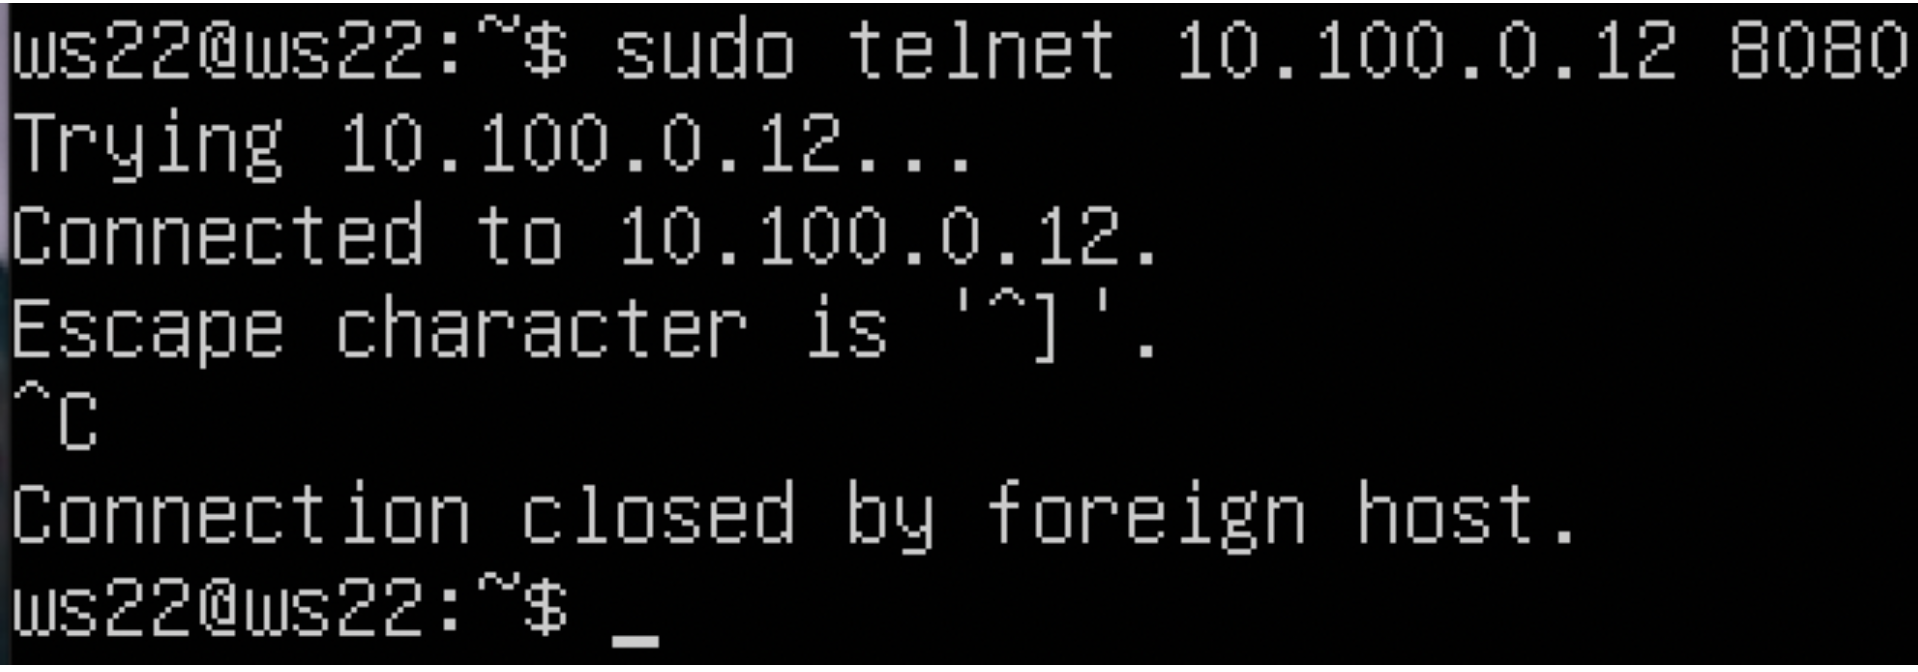 ws22@ws22:~$ sudo telnet 10.100.0.12 8080
Trying 10.100.0.12...
Connected to 10.100.0.12.
Escape character is '^]'.
^C
Connection closed by foreign host.
ws22@ws22:~$ _